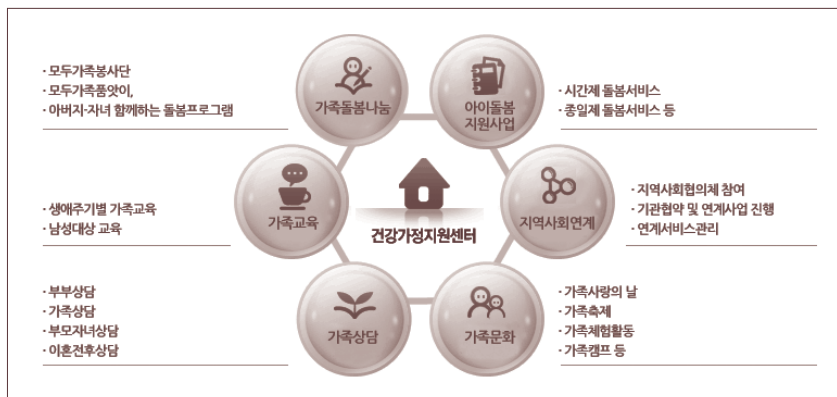 · 모두가족봉사단
· 모두가족품앗이,
· 아버지-자녀 함께하는 돌봄프로그램
가족돌봄나눔
아이돌봄
지원사업
· 시간제 돌봄서비스
· 종일제 돌봄서비스 등
· 생애주기별 가족교육
· 남성대상 교육
가족교육
건강가정지원센터
지역사회연계
· 지역사회협의체 참여
· 기관협약 및 연계사업 진행
· 연계서비스관리
· 부부상담
· 가족상담
· 부모자녀상담
· 이혼전후상담
가족상담
가족문화
· 가족사랑의 날
· 가족축제
· 가족체험활동
· 가족캠프 등